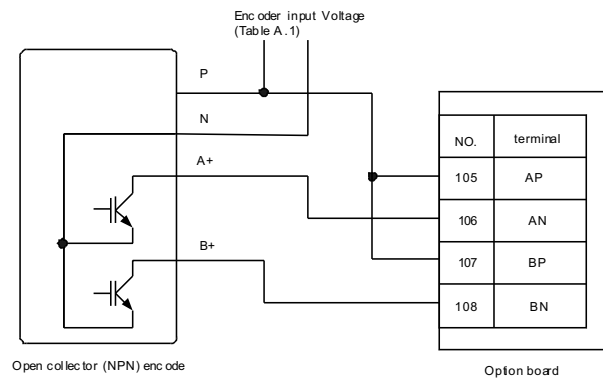 Encoder input Voltage
(Table A.1)
P
N
A+
B+
NO. terminal
105 AP
106 AN
107 BP
108 BN
Open collector (NPN) encode
Option board